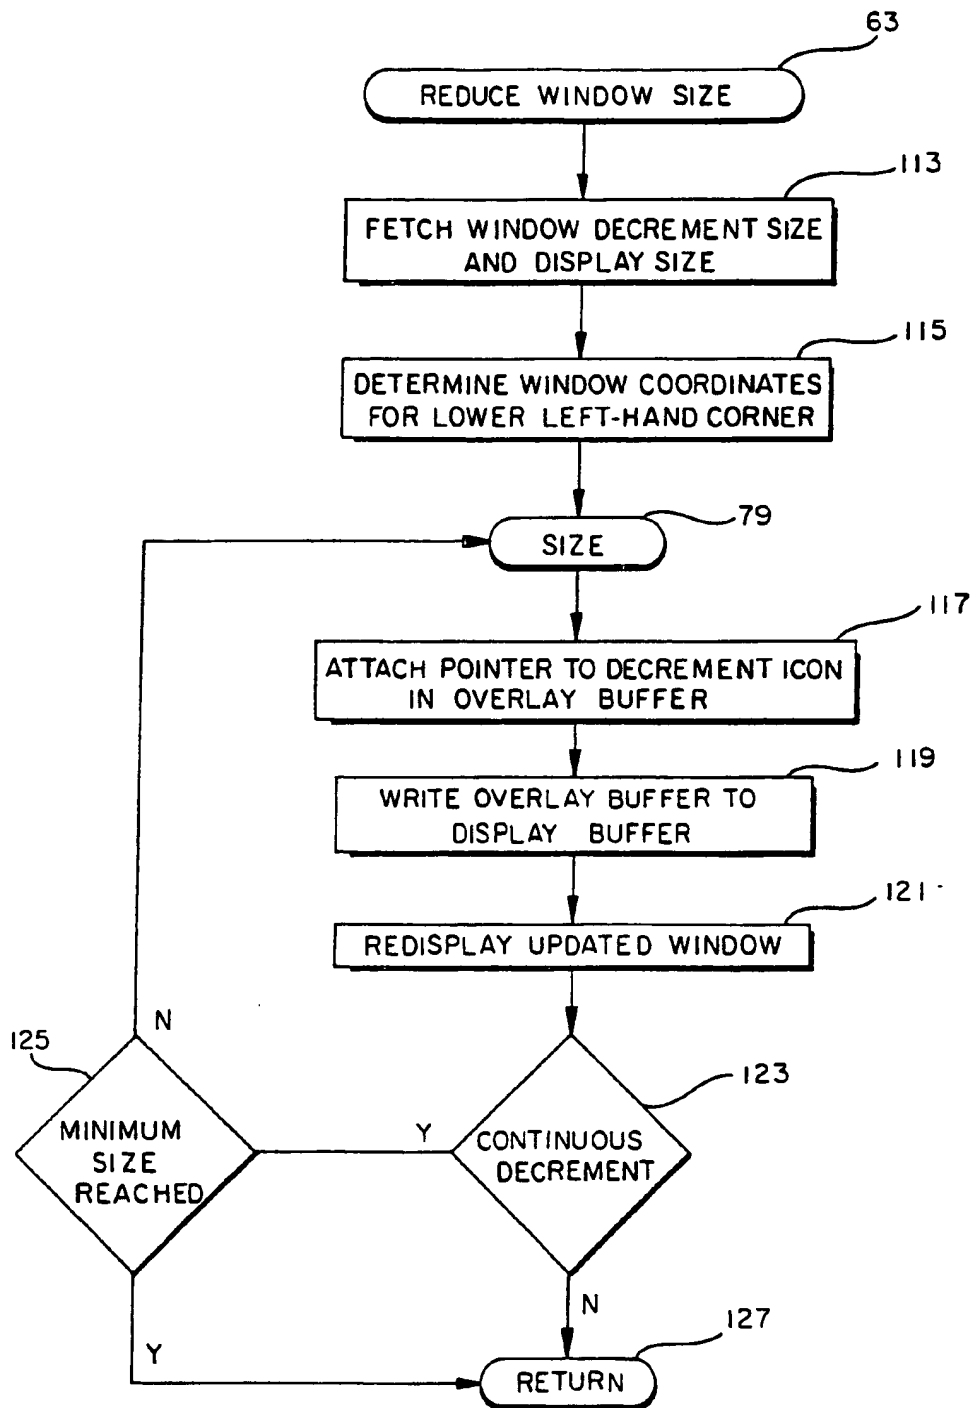 63
REDUCE WINDOW SIZE
113
FETCH WINDOW DECREMENT SIZE
AND DISPLAY SIZE
115
DETERMINE WINDOW COORDINATES
FOR LOWER LEFT-HAND CORNER
79
SIZE
117
ATTACH POINTER TO DECREMENT ICON
IN OVERLAY BUFFER
119
WRITE OVERLAY BUFFER TO
DISPLAY BUFFER
121
REDISPLAY UPDATED WINDOW
N
125
123
MINIMUM
SIZE
REACHED
Y
CONTINUOUS
DECREMENT
N
127
Y
RETURN